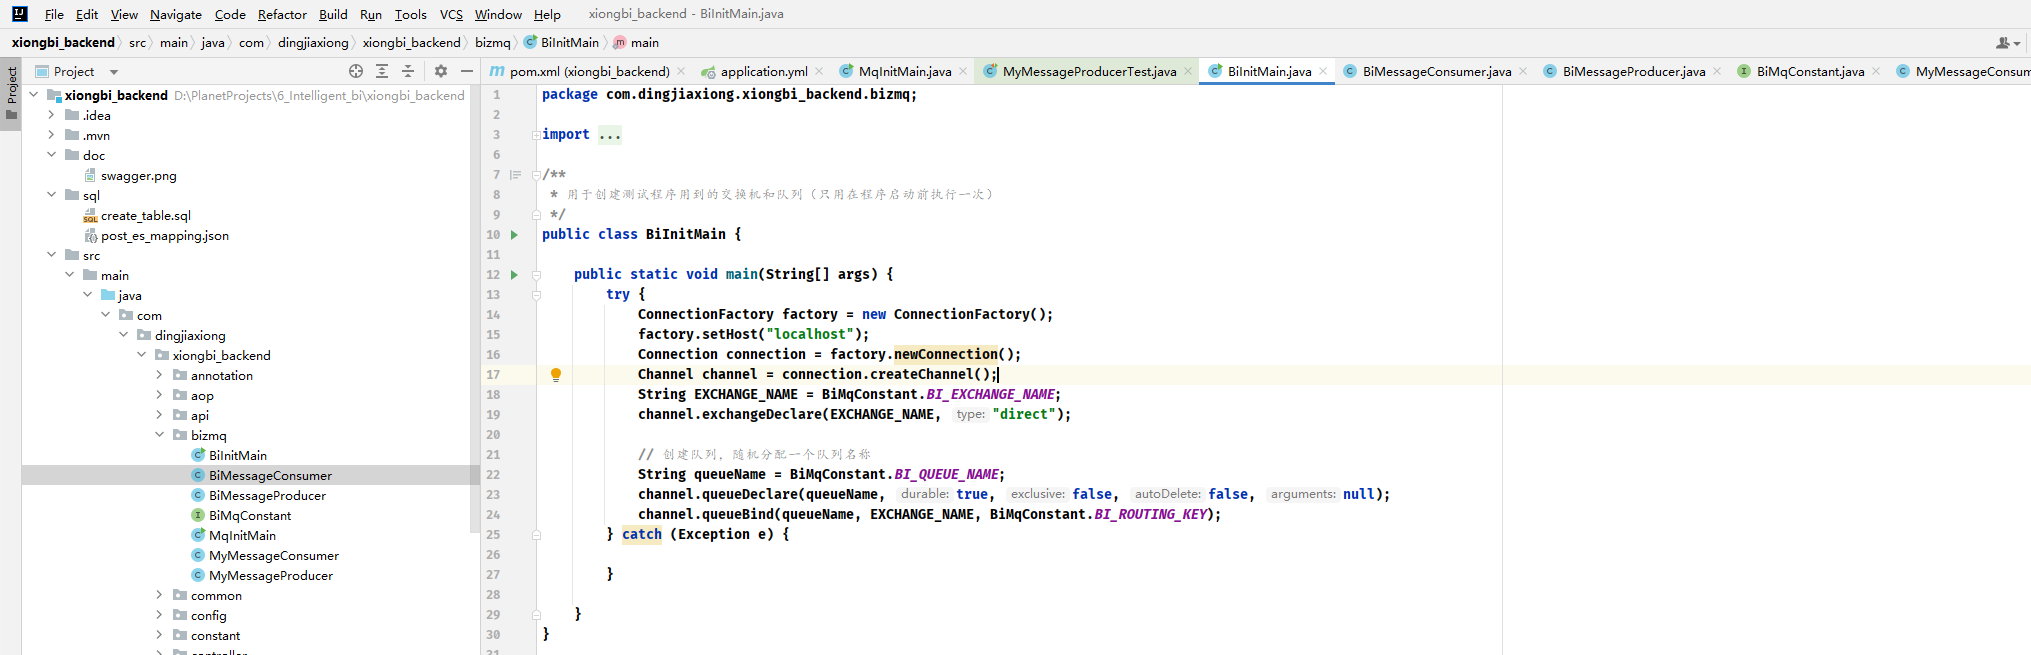 File Edit View Navigate Code Refactor Build Run Tools VCS Window Help xiongbi_backend - BiInitMain.java
xiongbi_backend src main java com dingjiaxiong xiongbi_backend bizmq BiInitMain main
Project
Project
pom.xml (xiongbi_backend) application.yml MqInitMain.java MyMessageProducerTest.java BiInitMain.java BiMessageConsumer.java BiMessageProducer.java BiMqConstant.java MyMessageConsum
xiongbi_backend D:\PlanetProjects\6_Intelligent_bi\xiongbi_backend
.idea
.mvn
doc
swagger.png
sql
create_table.sql
post_es_mapping.json
src
main
java
com
dingjiaxiong
xiongbi_backend
annotation
aop
api
bizmq
BiInitMain
BiMessageConsumer
BiMessageProducer
BiMqConstant
MqInitMain
MyMessageConsumer
MyMessageProducer
common
config
constant
1 package com.dingjiaxiong.xiongbi_backend.bizmq;
2
3 import ...
6
7 /**
8 * 用于创建测试程序用到的交换机和队列（只用在程序启动前执行一次）
9 */
10 public class BiInitMain {
11
12 public static void main(String[] args) {
13 try {
14 ConnectionFactory factory = new ConnectionFactory();
15 factory.setHost("localhost");
16 Connection connection = factory.newConnection();
17 Channel channel = connection.createChannel();
18 String EXCHANGE_NAME = BiMqConstant.BI_EXCHANGE_NAME;
19 channel.exchangeDeclare(EXCHANGE_NAME, type: "direct");
20
21 // 创建队列，随机分配一个队列名称
22 String queueName = BiMqConstant.BI_QUEUE_NAME;
23 channel.queueDeclare(queueName, durable: true, exclusive: false, autoDelete: false, arguments: null);
24 channel.queueBind(queueName, EXCHANGE_NAME, BiMqConstant.BI_ROUTING_KEY);
25 } catch (Exception e) {
26
27 }
28
29 }
30 }